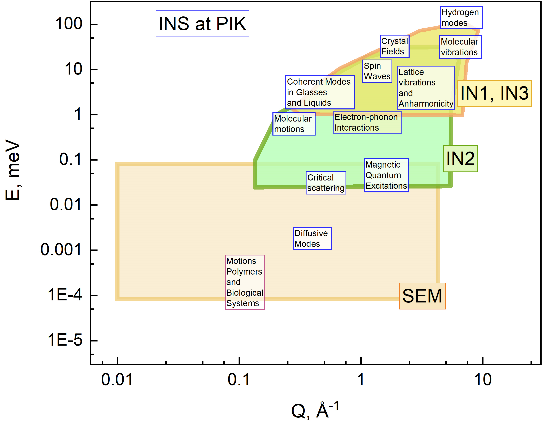 INS at PIK
Hydrogen
modes
Crystal
Fields
Molecular
vibrations
Spin
Waves
Lattice
vibrations
and
Anharmonicity
Coherent Modes
in Glasses
and Liquids
IN1, IN3
Molecular
motions
Electron-phonon
Interactions
IN2
Magnetic
Quantum
Excitations
Critical
scattering
Diffusive
Modes
Motions
Polymers
and
Biological
Systems
SEM
E, meV
100
10
1
0.1
0.01
0.001
1E-4
1E-5
0.01
0.1
1
10
Q, Å-1